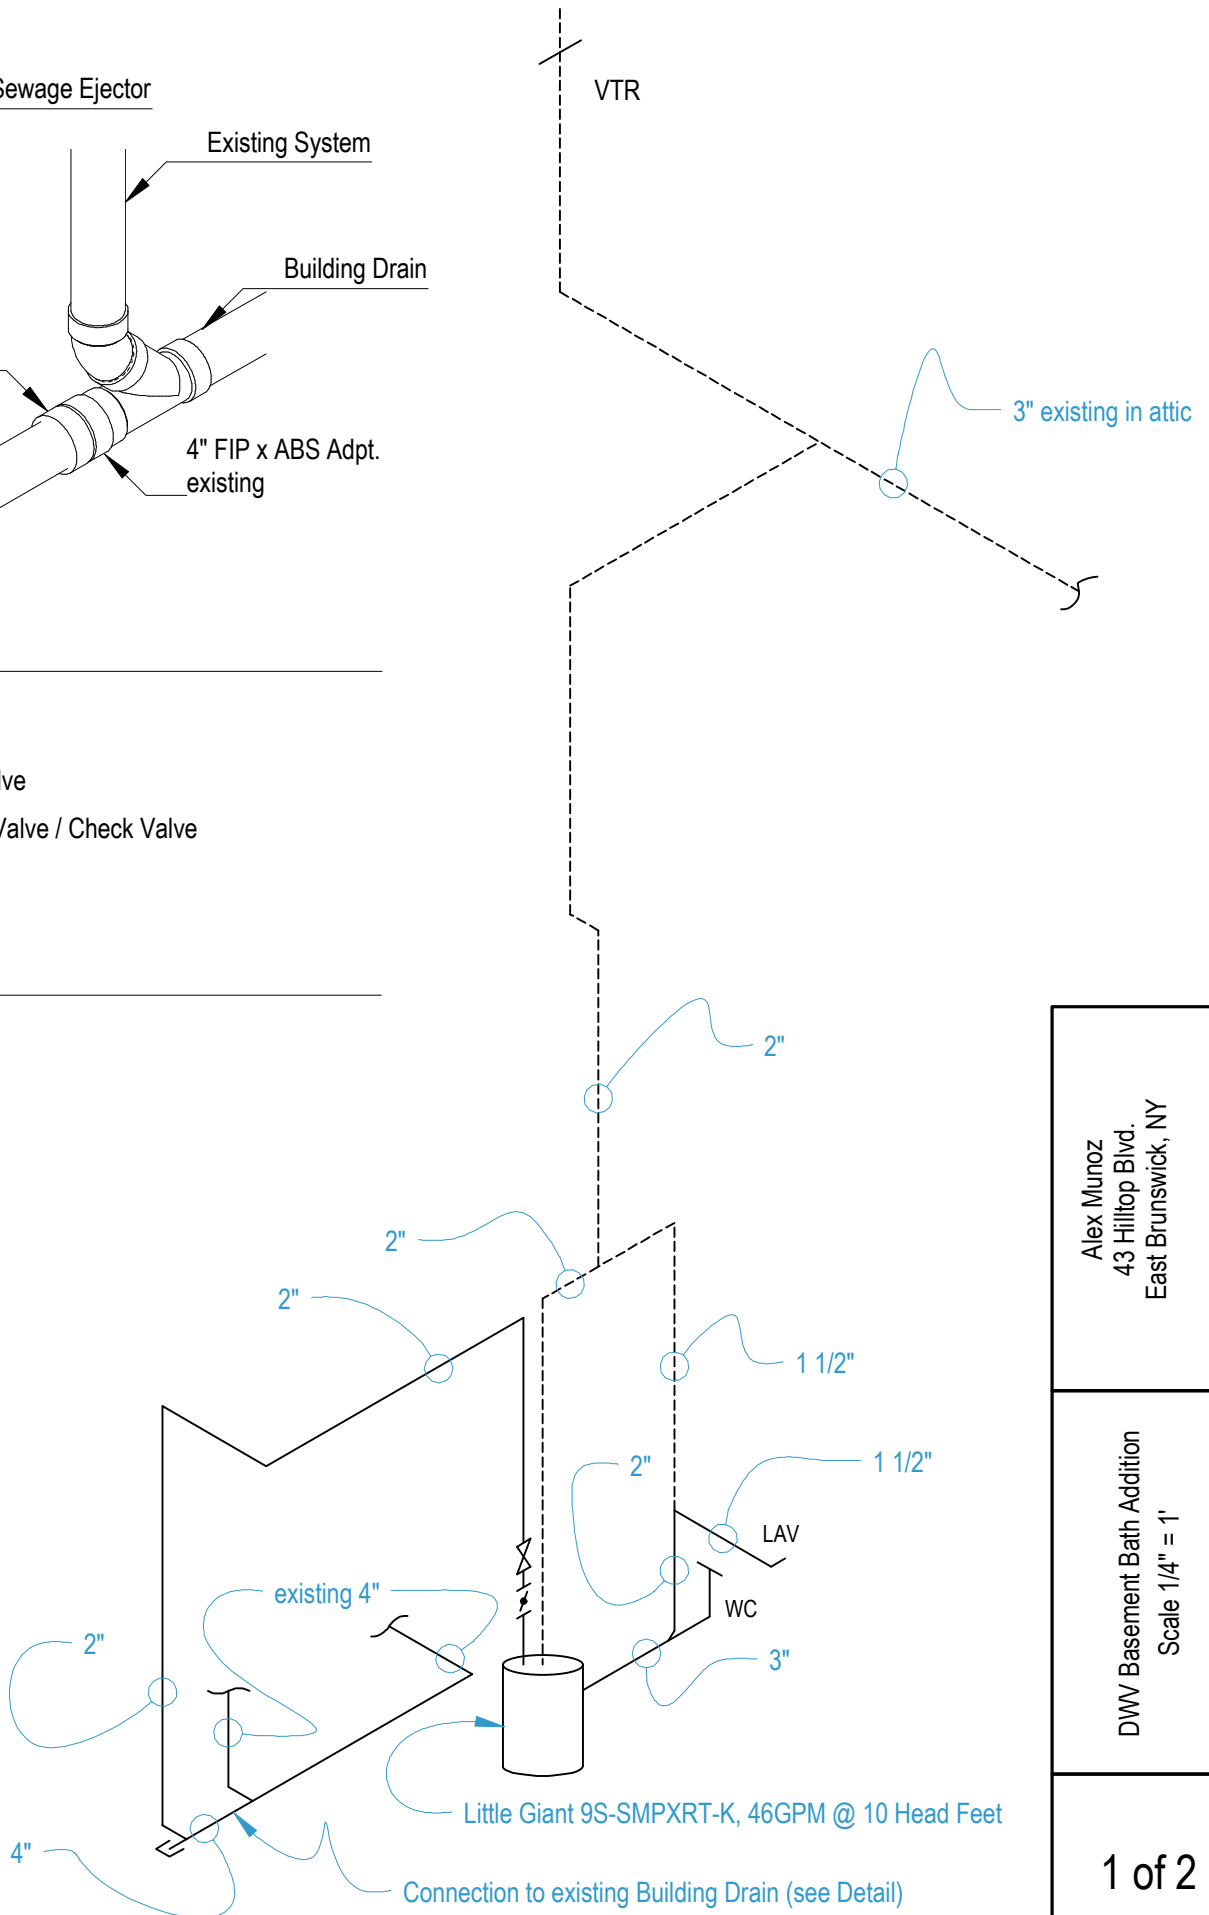 Sewage Ejector
VTR
Existing System
Building Drain
3" existing in attic
4" FIP x ABS Adpt.
existing
lve
Valve / Check Valve
2"
2"
2"
1 1/2"
2"
1 1/2"
LAV
existing 4"
WC
2"
3"
Little Giant 9S-SMPXRT-K, 46GPM @ 10 Head Feet
4"
Connection to existing Building Drain (see Detail)
Alex Munoz
43 Hilltop Blvd.
East Brunswick, NY
DWV Basement Bath Addition
Scale 1/4" = 1'
1 of 2